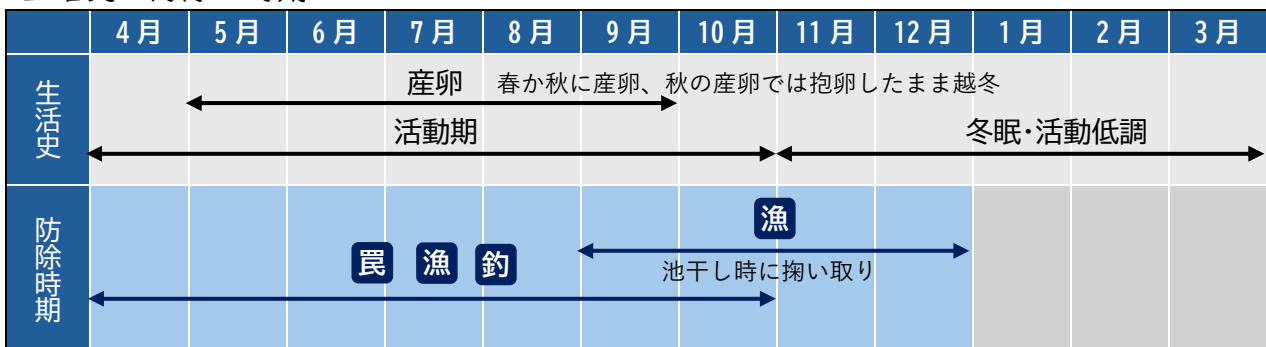 4月 5月 6月 7月 8月 9月 10月 11月 12月 1月 2月 3月
生活史
産卵 春か秋に産卵、秋の産卵では抱卵したまま越冬
活動期 冬眠・活動低調
防除時期
漁
罠 漁 釣
池干し時に掬い取り